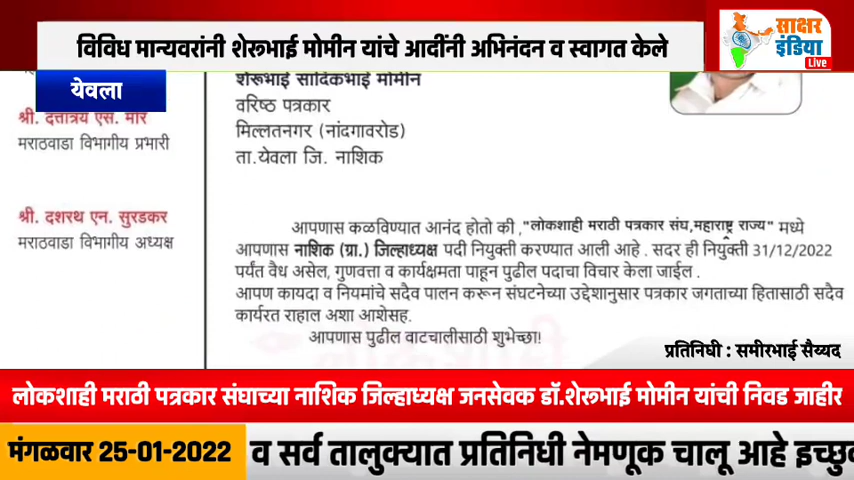 विविध मान्यवरांनी शेरूभाई मोमीन यांचे आदींनी अभिनंदन व स्वागत केले
साक्षर
इंडिया
Live
येवला
शेरूभाई सादिकभाई मोमीन
श्री. दत्तात्रय एस. मोरे
वरिष्ठ पत्रकार
मराठवाडा विभागीय प्रभारी
मिल्लतनगर (नांदगावरोड)
ता.येवला जि. नाशिक
श्री. दशरथ एन. सुरडकर
मराठवाडा विभागीय अध्यक्ष
आपणास कळविण्यात आनंद होतो की ,"लोकशाही मराठी पत्रकार संघ,महाराष्ट्र राज्य" मध्ये
आपणास नाशिक (ग्रा.) जिल्हाध्यक्ष पदी नियुक्ती करण्यात आली आहे . सदर ही नियुक्ती 31/12/2022
पर्यंत वैध असेल, गुणवत्ता व कार्यक्षमता पाहून पुढील पदाचा विचार केला जाईल .
आपण कायदा व नियमांचे सदैव पालन करून संघटनेच्या उद्देशानुसार पत्रकार जगताच्या हितासाठी सदैव
कार्यरत राहाल अशा आशेसह.
आपणास पुढील वाटचालीसाठी शुभेच्छा!
प्रतिनिधी : समीरभाई सैय्यद
लोकशाही मराठी पत्रकार संघाच्या नाशिक जिल्हाध्यक्ष जनसेवक डॉ.शेरूभाई मोमीन यांची निवड जाहीर
मंगळवार 25-01-2022
व सर्व तालुक्यात प्रतिनिधी नेमणूक चालू आहे